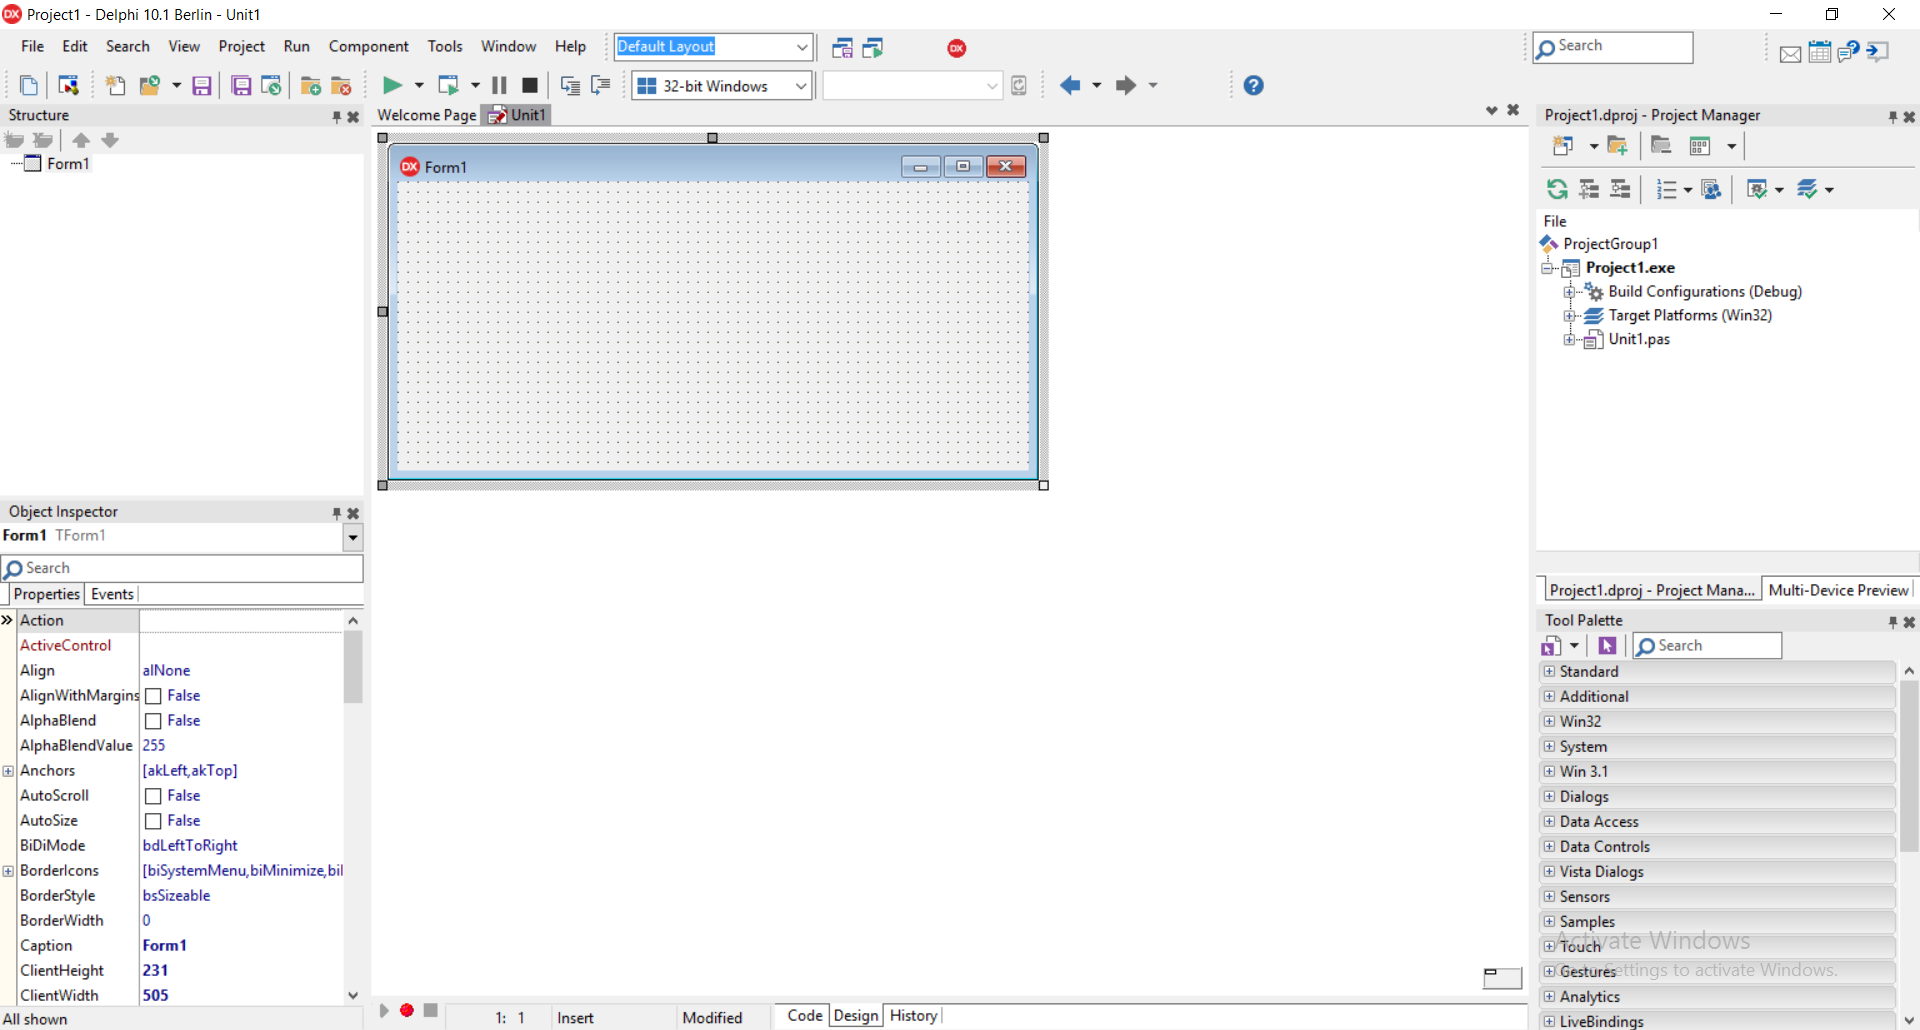 DX Project1 - Delphi 10.1 Berlin - Unit1
File Edit Search View Project Run Component Tools Window Help Default Layout DX Search
32-bit Windows
Structure
Form1
Welcome Page Unit1
DX Form1
Object Inspector
Form1 TForm1
Search
Properties Events
Action
ActiveControl
Align alNone
AlignWithMargins False
AlphaBlend False
AlphaBlendValue 255
Anchors [akLeft,akTop]
AutoScroll False
AutoSize False
BiDiMode bdLeftToRight
BorderIcons [biSystemMenu,biMinimize,bil
BorderStyle bsSizeable
BorderWidth 0
Caption Form1
ClientHeight 231
ClientWidth 505
All shown
1: 1 Insert Modified Code Design History
Project1.dproj - Project Manager
File
ProjectGroup1
Project1.exe
Build Configurations (Debug)
Target Platforms (Win32)
Unit1.pas
Project1.dproj - Project Mana... Multi-Device Preview
Tool Palette
Search
Standard
Additional
Win32
System
Win 3.1
Dialogs
Data Access
Data Controls
Vista Dialogs
Sensors
Samples
Activate Windows
Touch
Go to Settings to activate Windows.
Gestures
Analytics
LiveBindings